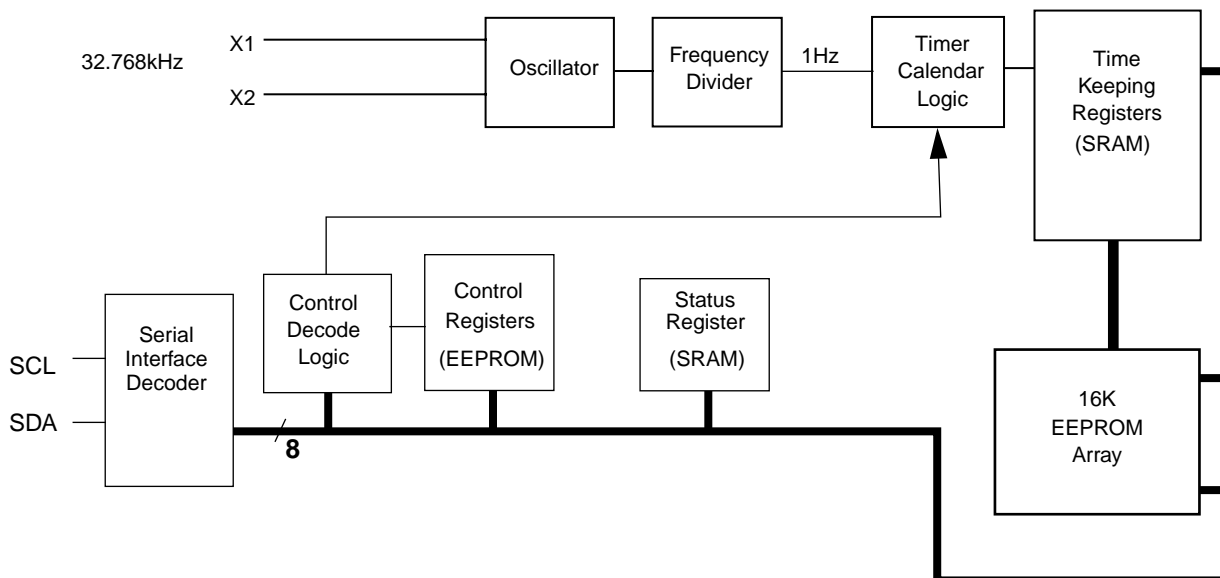 32.768kHz
X1
X2
Oscillator
Frequency
Divider
1Hz
Timer
Calendar
Logic
Time
Keeping
Registers
(SRAM)
SCL
SDA
Serial
Interface
Decoder
8
Control
Decode
Logic
Control
Registers
(EEPROM)
Status
Register
(SRAM)
16K
EEPROM
Array